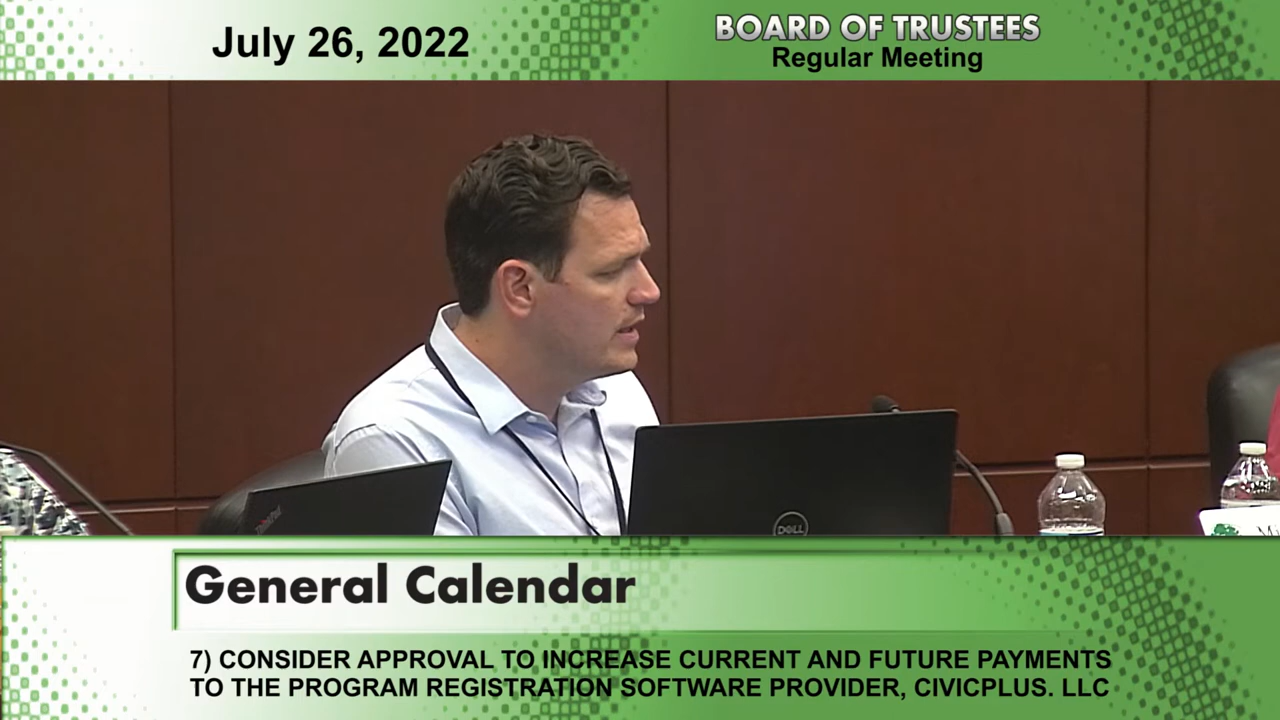 July 26, 2022
BOARD OF TRUSTEES
Regular Meeting
ThinkPad
DELL
General Calendar
7) CONSIDER APPROVAL TO INCREASE CURRENT AND FUTURE PAYMENTS
TO THE PROGRAM REGISTRATION SOFTWARE PROVIDER, CIVICPLUS. LLC